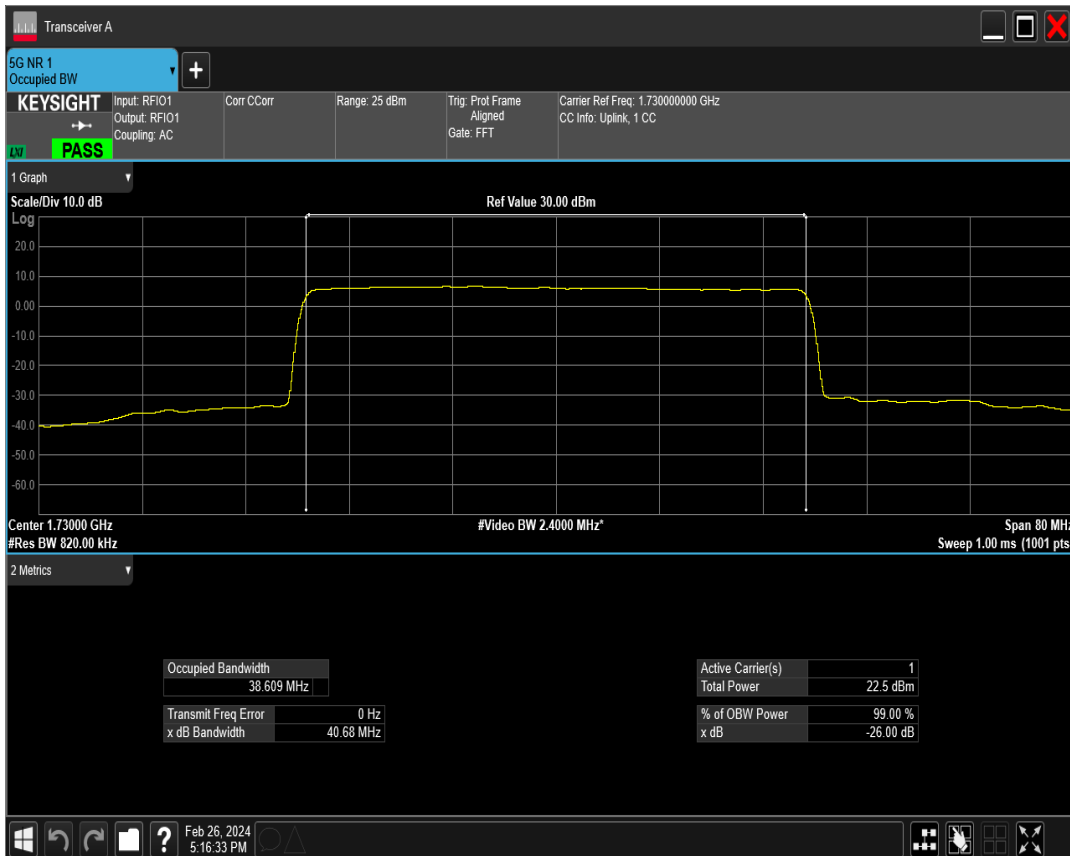 Transceiver A
5G NR 1
Occupied BW
+
KEYSIGHT
LXI
PASS
Input: RFIO1
Output: RFIO1
Coupling: AC
Corr CCorr
Range: 25 dBm
Trig: Prot Frame
Aligned
Gate: FFT
Carrier Ref Freq: 1.730000000 GHz
CC Info: Uplink, 1 CC
1 Graph
Scale/Div 10.0 dB
Ref Value 30.00 dBm
Log
20.0
10.0
0.00
-10.0
-20.0
-30.0
-40.0
-50.0
-60.0
Center 1.73000 GHz
#Video BW 2.4000 MHz*
Span 80 MHz
#Res BW 820.00 kHz
Sweep 1.00 ms (1001 pts
2 Metrics
Occupied Bandwidth
38.609 MHz
Transmit Freq Error 0 Hz
x dB Bandwidth 40.68 MHz
Active Carrier(s) 1
Total Power 22.5 dBm
% of OBW Power 99.00 %
x dB -26.00 dB
?
Feb 26, 2024
5:16:33 PM